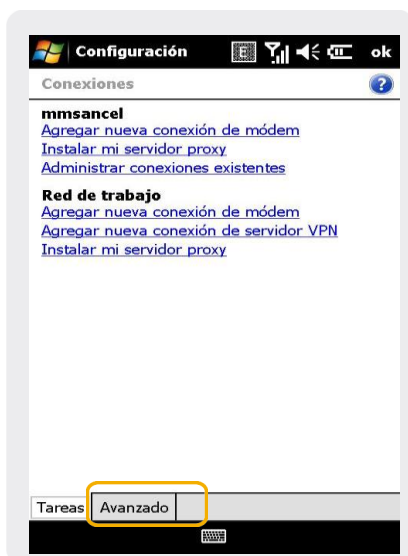 Configuración
E
ok
Conexiones
?
mmsancel
Agregar nueva conexión de módem
Instalar mi servidor proxy
Administrar conexiones existentes
Red de trabajo
Agregar nueva conexión de módem
Agregar nueva conexión de servidor VPN
Instalar mi servidor proxy
Tareas Avanzado